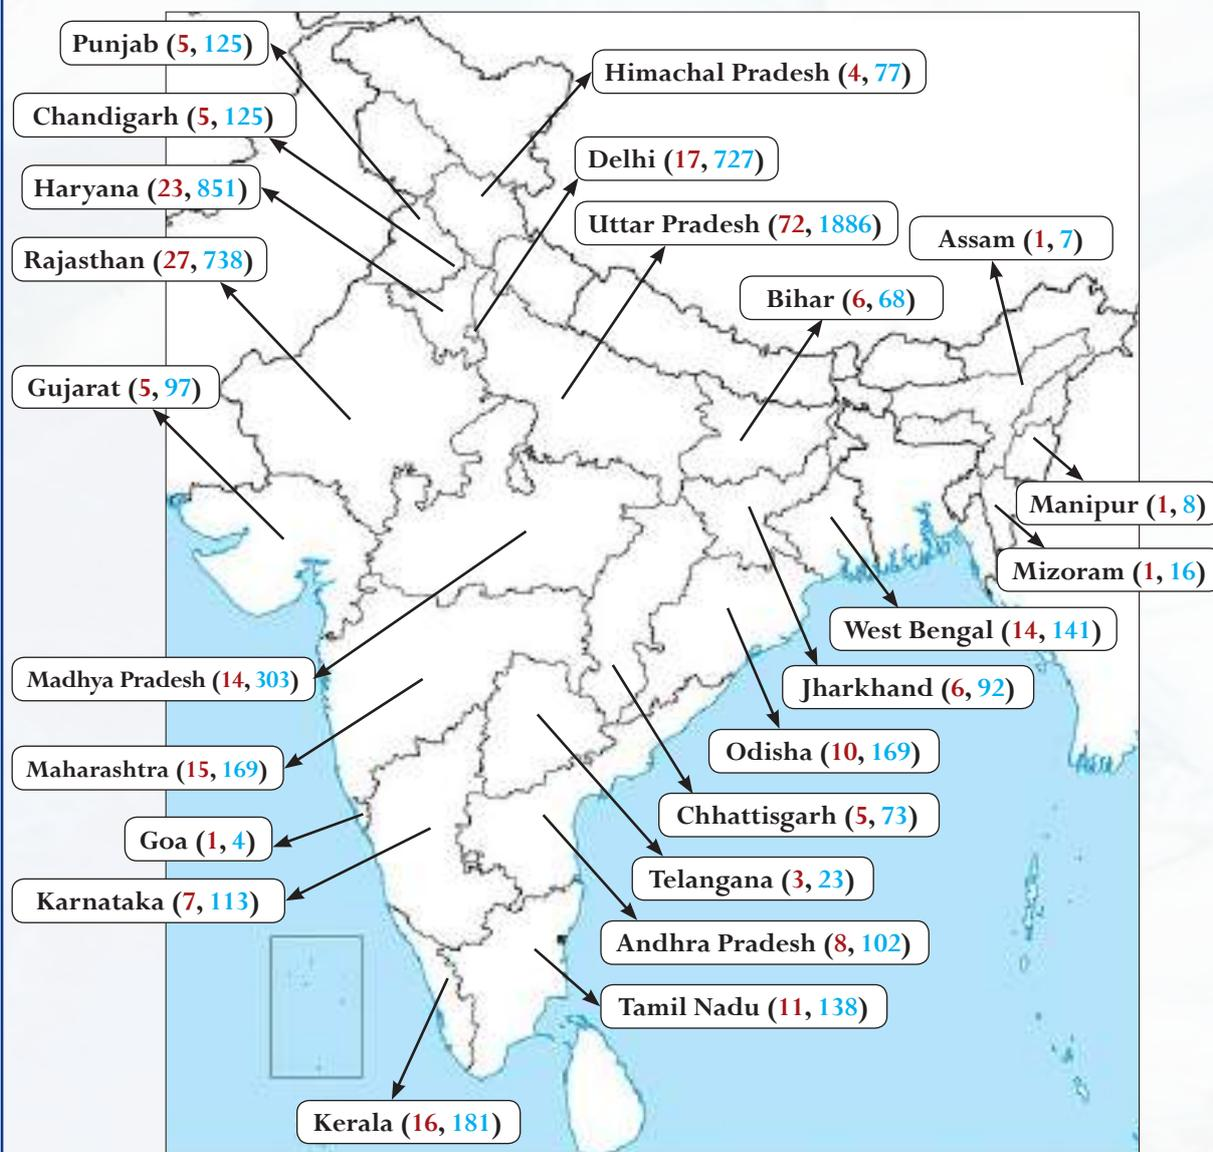 Punjab (5, 125)
Himachal Pradesh (4, 77)
Chandigarh (5, 125)
Delhi (17, 727)
Haryana (23, 851)
Uttar Pradesh (72, 1886)
Assam (1, 7)
Rajasthan (27, 738)
Bihar (6, 68)
Gujarat (5, 97)
Manipur (1, 8)
Mizoram (1, 16)
West Bengal (14, 141)
Madhya Pradesh (14, 303)
Jharkhand (6, 92)
Odisha (10, 169)
Maharashtra (15, 169)
Chhattisgarh (5, 73)
Goa (1, 4)
Telangana (3, 23)
Karnataka (7, 113)
Andhra Pradesh (8, 102)
Tamil Nadu (11, 138)
Kerala (16, 181)